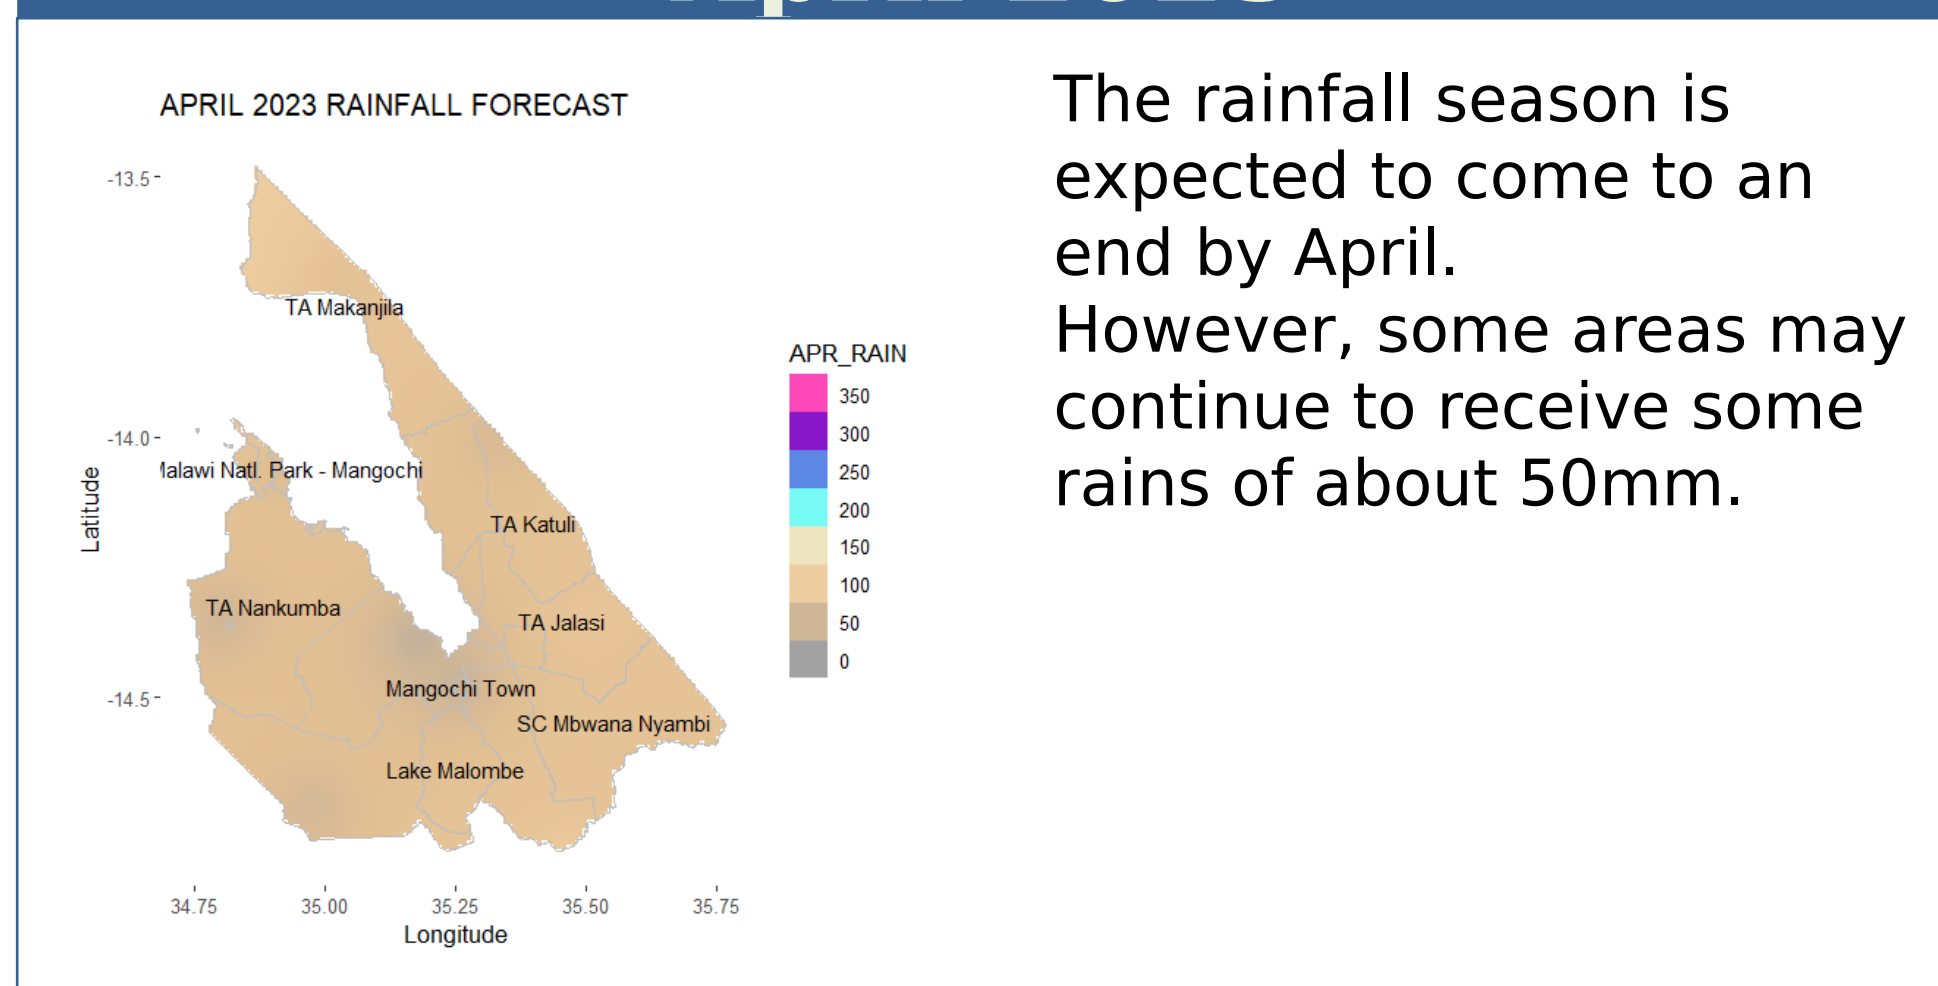 APRIL 2023 RAINFALL FORECAST
-13.5
-14.0
-14.5
Latitude
TA Makanjila
Malawi Natl. Park - Mangochi
TA Katuli
TA Nankumba
TA Jalasi
Mangochi Town
SC Mbwana Nyambi
Lake Malombe
34.75 35.00 35.25 35.50 35.75
Longitude
APR_RAIN
350
300
250
200
150
100
50
0
The rainfall season is
expected to come to an
end by April.
However, some areas may
continue to receive some
rains of about 50mm.